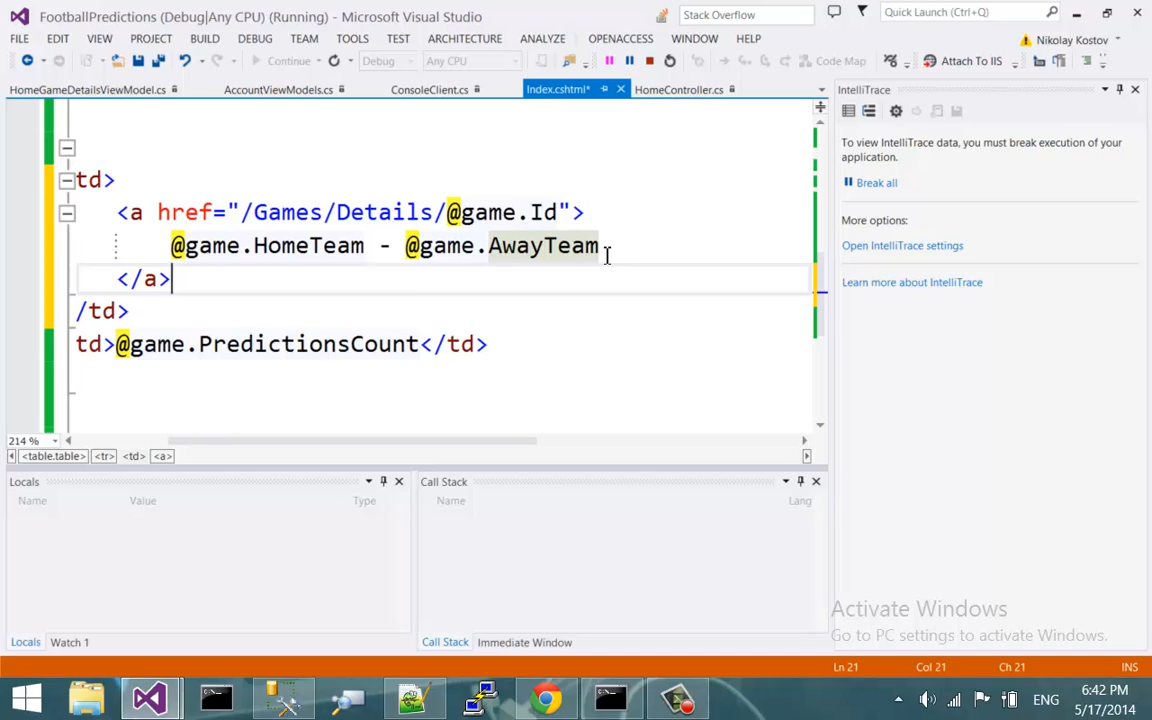 FootballPredictions (Debug|Any CPU) (Running) - Microsoft Visual Studio
Stack Overflow
Quick Launch (Ctrl+Q)
FILE EDIT VIEW PROJECT BUILD DEBUG TEAM TOOLS TEST ARCHITECTURE ANALYZE OPENACCESS WINDOW HELP
Nikolay Kostov
Continue Debug Any CPU Code Map Attach To IIS
HomeGameDetailsViewModel.cs AccountViewModels.cs ConsoleClient.cs Index.cshtml* HomeController.cs
IntelliTrace
To view IntelliTrace data, you must break execution of your
application.
Break all
More options:
Open IntelliTrace settings
Learn more about IntelliTrace
td>
<a href="/Games/Details/@game.Id">
@game.HomeTeam - @game.AwayTeam
</a>
/td>
td>@game.PredictionsCount</td>
214 %
<table.table> <tr> <td> <a>
Locals
Name Value Type
Call Stack
Name Lang
Locals Watch 1
Call Stack Immediate Window
Activate Windows
Go to PC settings to activate Windows.
Ln 21 Col 21 Ch 21 INS
ENG
6:42 PM
5/17/2014